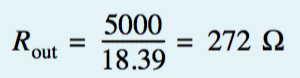 R_out = 5000 / 18.39 = 272 Ω